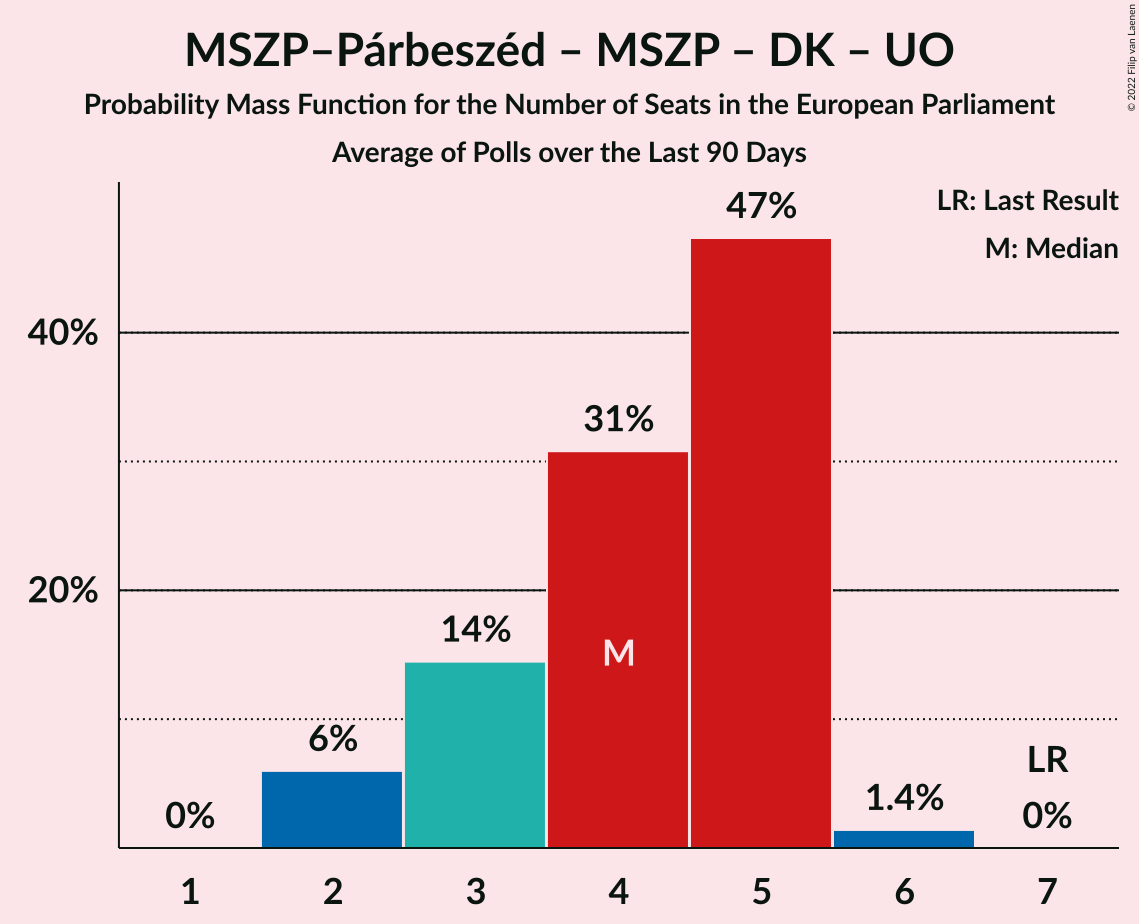 MSZP–Párbeszéd – MSZP – DK – UO
Probability Mass Function for the Number of Seats in the European Parliament
Average of Polls over the Last 90 Days
© 2022 Filip van Laenen
LR: Last Result
M: Median
40%
20%
0%
6%
14%
31%
M
47%
1.4%
LR
0%
1 2 3 4 5 6 7